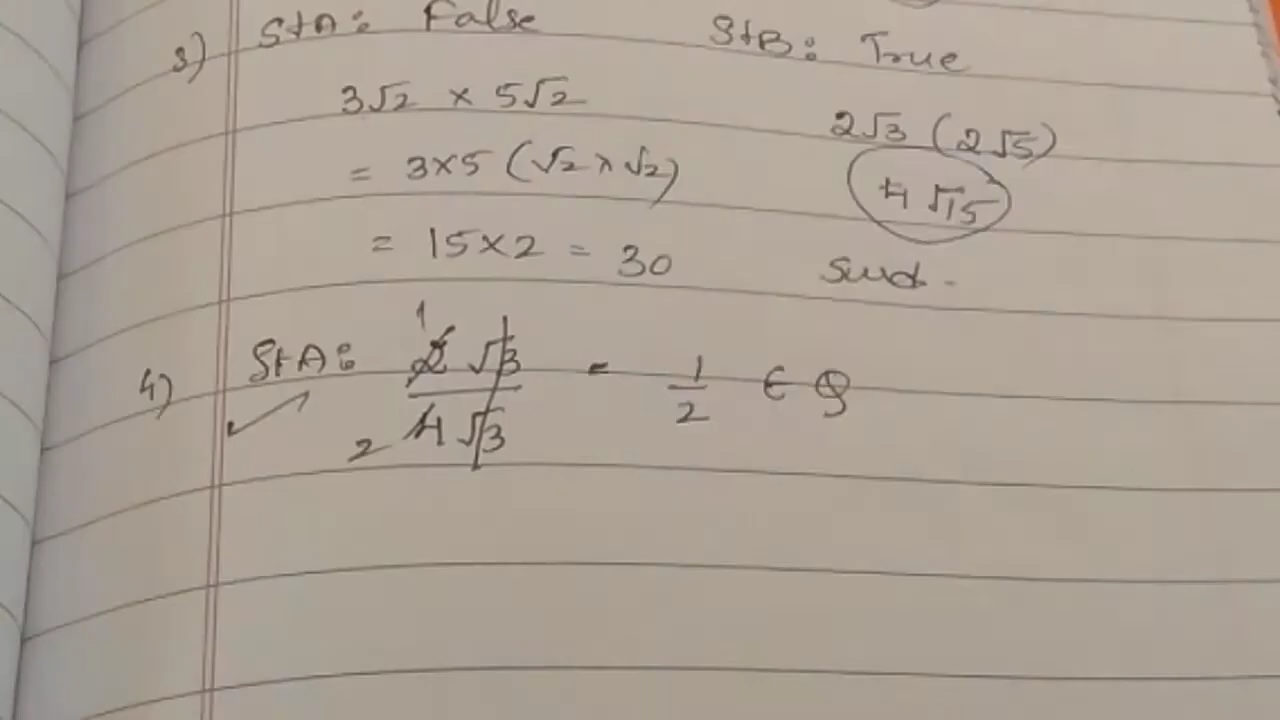 3) StA: False StB: True
3√2 × 5√2
2√3 (2√5)
= 3×5 (√2 × √2)
4√15
= 15×2 = 30
Surd.
4) StA: 2√3 / 4√3 = 1/2 ∈ Q
1
2